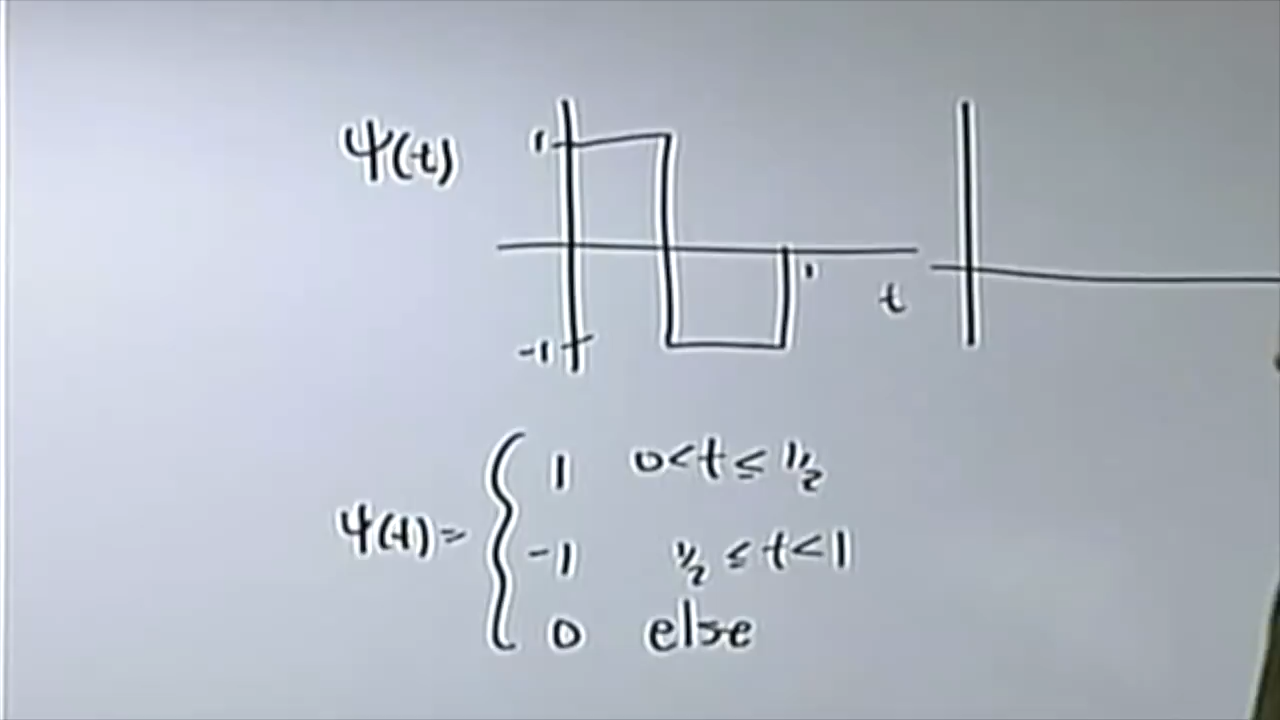 ψ(t)
1
1
-1
t
ψ(t) = { 1 0 < t ≤ 1/2
-1 1/2 ≤ t < 1
0 else